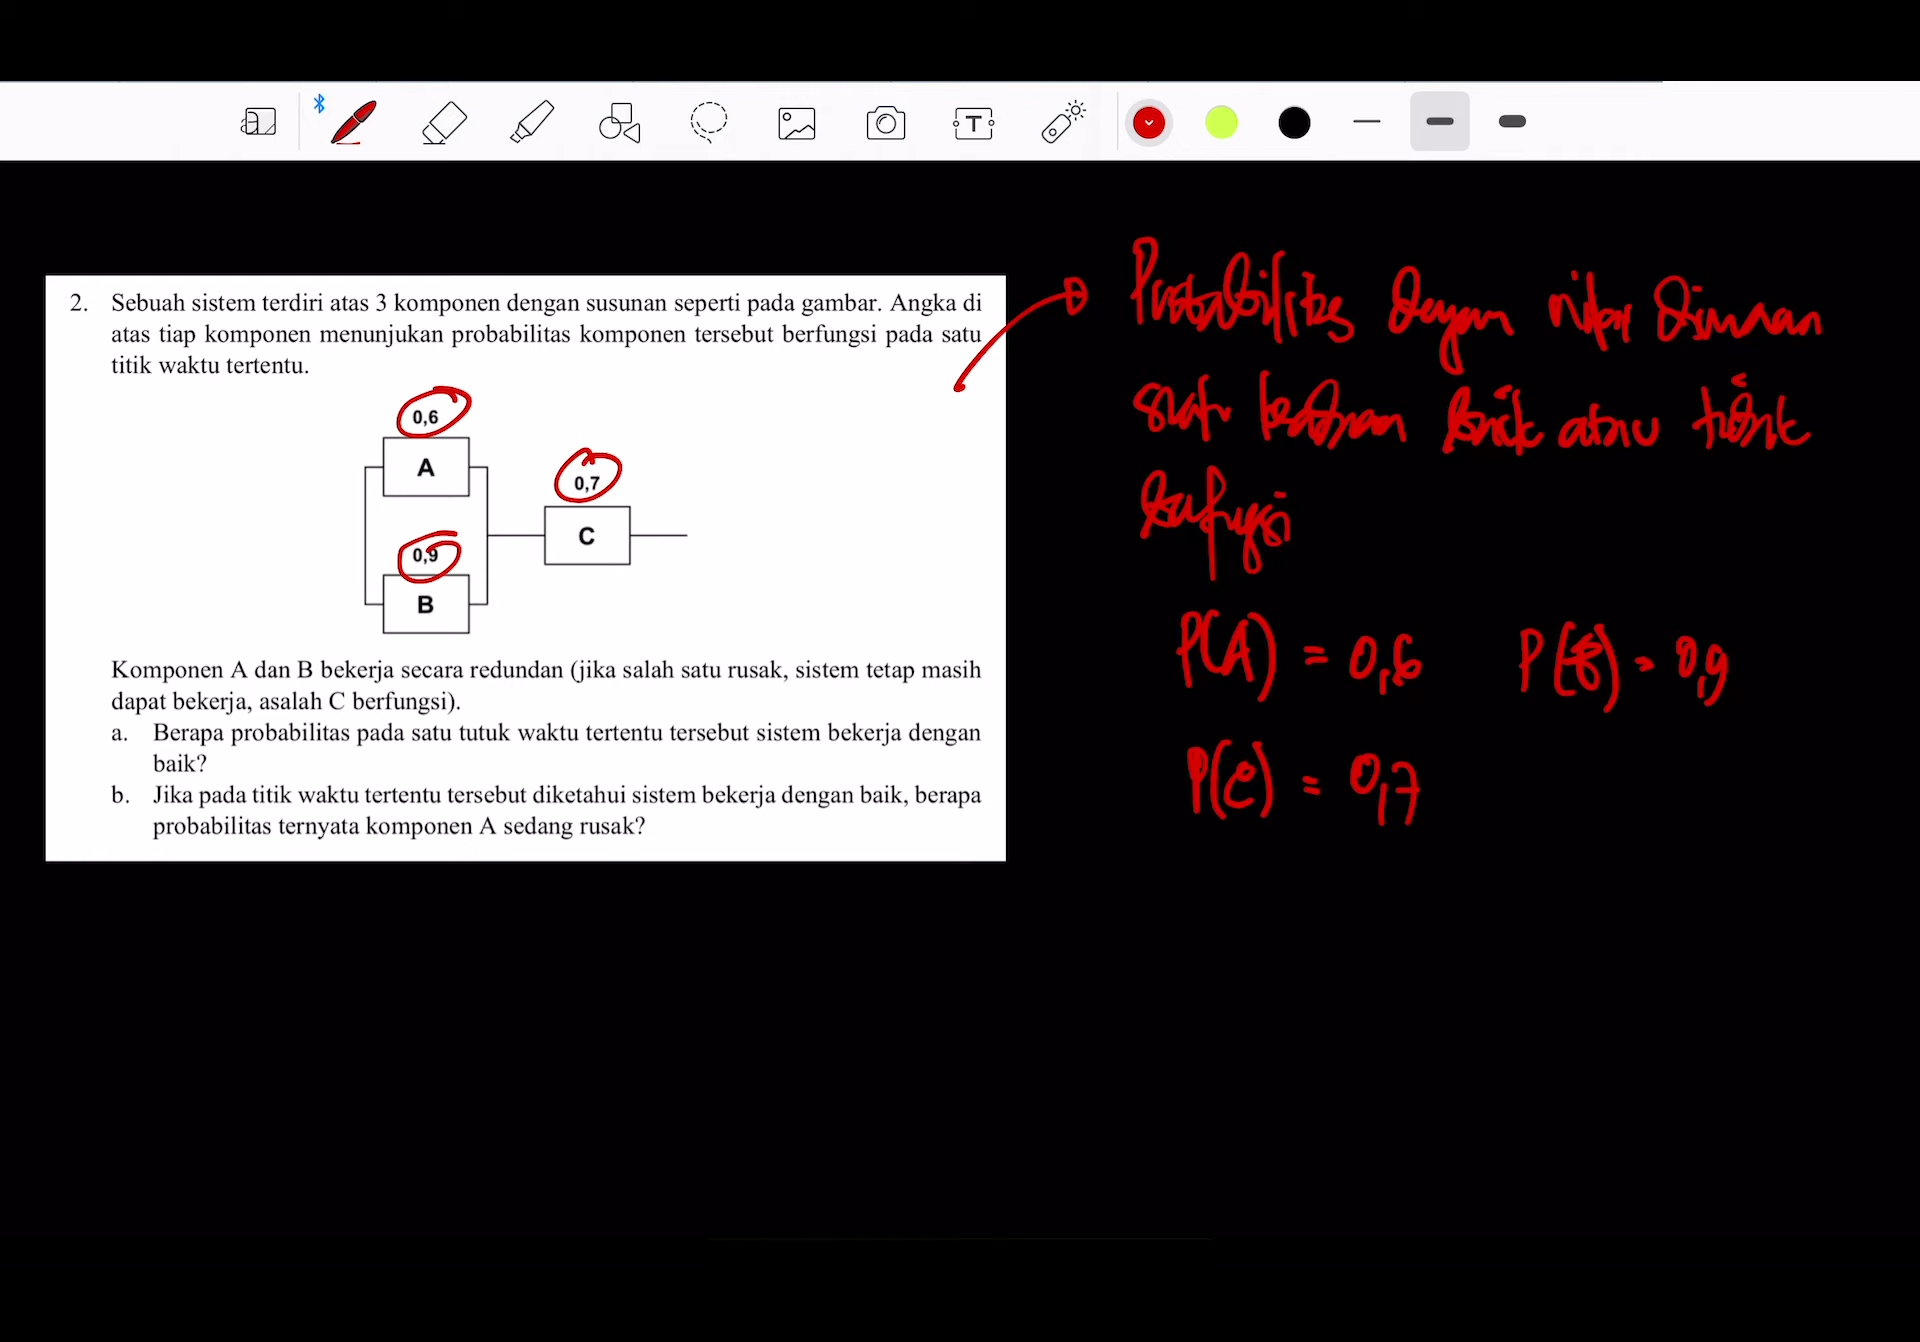 2. Sebuah sistem terdiri atas 3 komponen dengan susunan seperti pada gambar. Angka di
atas tiap komponen menunjukan probabilitas komponen tersebut berfungsi pada satu
titik waktu tertentu.
0,6
A
0,7
C
0,9
B
Komponen A dan B bekerja secara redundan (jika salah satu rusak, sistem tetap masih
dapat bekerja, asalah C berfungsi).
a. Berapa probabilitas pada satu tutuk waktu tertentu tersebut sistem bekerja dengan
baik?
b. Jika pada titik waktu tertentu tersebut diketahui sistem bekerja dengan baik, berapa
probabilitas ternyata komponen A sedang rusak?
Probabilitas dengan nilai dimana
suatu keadaan baik atau tidak
berfungsi
P(A) = 0,6 P(B) = 0,9
P(C) = 0,7
T